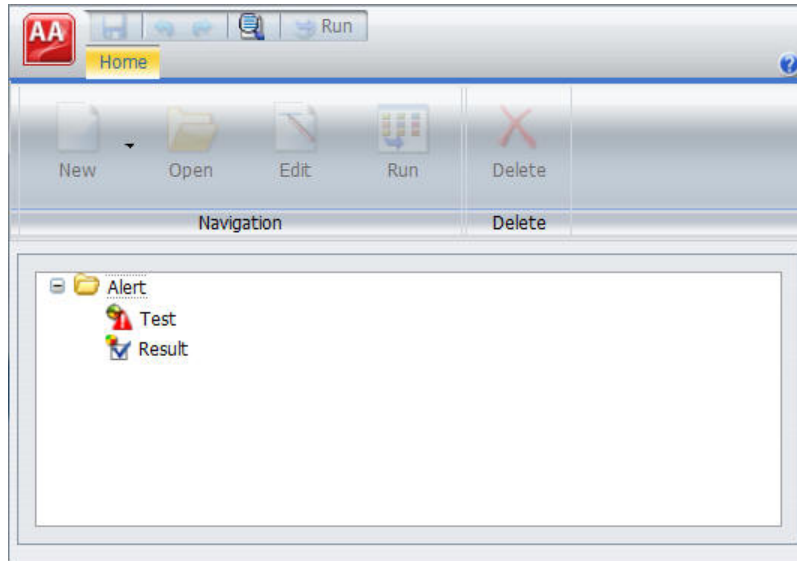 AA
Run
Home
New Open Edit Run Delete
Navigation Delete
Alert
Test
Result